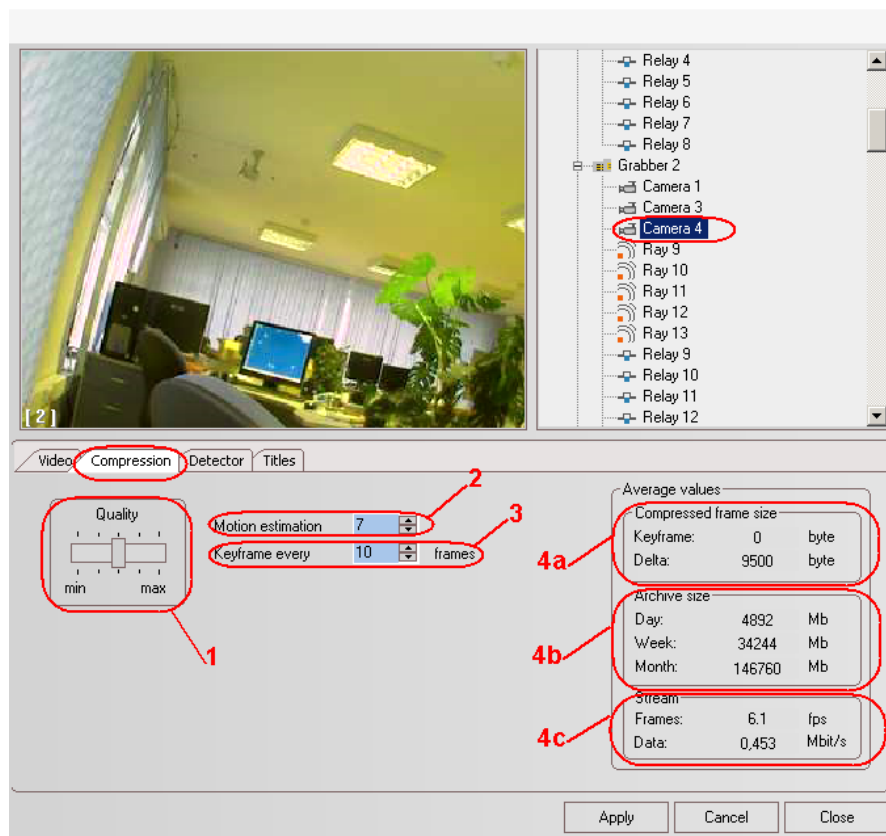 Relay 4
Relay 5
Relay 6
Relay 7
Relay 8
Grabber 2
Camera 1
Camera 3
Camera 4
Ray 9
Ray 10
Ray 11
Ray 12
Ray 13
Relay 9
Relay 10
Relay 11
Relay 12
[ 2 ]
Video Compression Detector Titles
Quality
min max
1
Motion estimation 7
2
Keyframe every 10 frames
3
Average values
Compressed frame size
Keyframe: 0 byte
Delta: 9500 byte
4a
Archive size
Day: 4892 Mb
Week: 34244 Mb
Month: 146760 Mb
4b
Stream
Frames: 6.1 fps
Data: 0,453 Mbit/s
4c
Apply Cancel Close